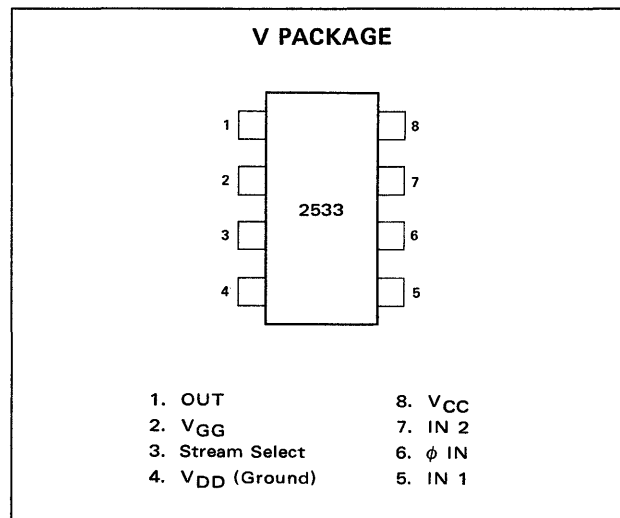 V PACKAGE
1 8
2 7
2533
3 6
4 5
1. OUT
2. VGG
3. Stream Select
4. VDD (Ground)
8. VCC
7. IN 2
6. ϕ IN
5. IN 1